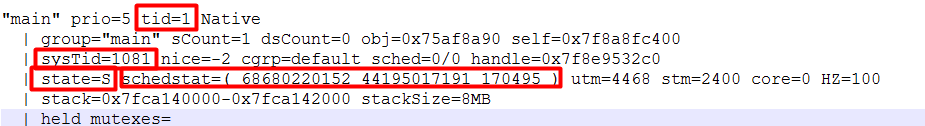 "main" prio=5 tid=1 Native
| group="main" sCount=1 dsCount=0 obj=0x75af8a90 self=0x7f8a8fc400
| sysTid=1081 nice=-2 cgrp=default sched=0/0 handle=0x7f8e9532c0
| state=S schedstat=( 68680220152 44195017191 170495 ) utm=4468 stm=2400 core=0 HZ=100
| stack=0x7fca140000-0x7fca142000 stackSize=8MB
| held mutexes=